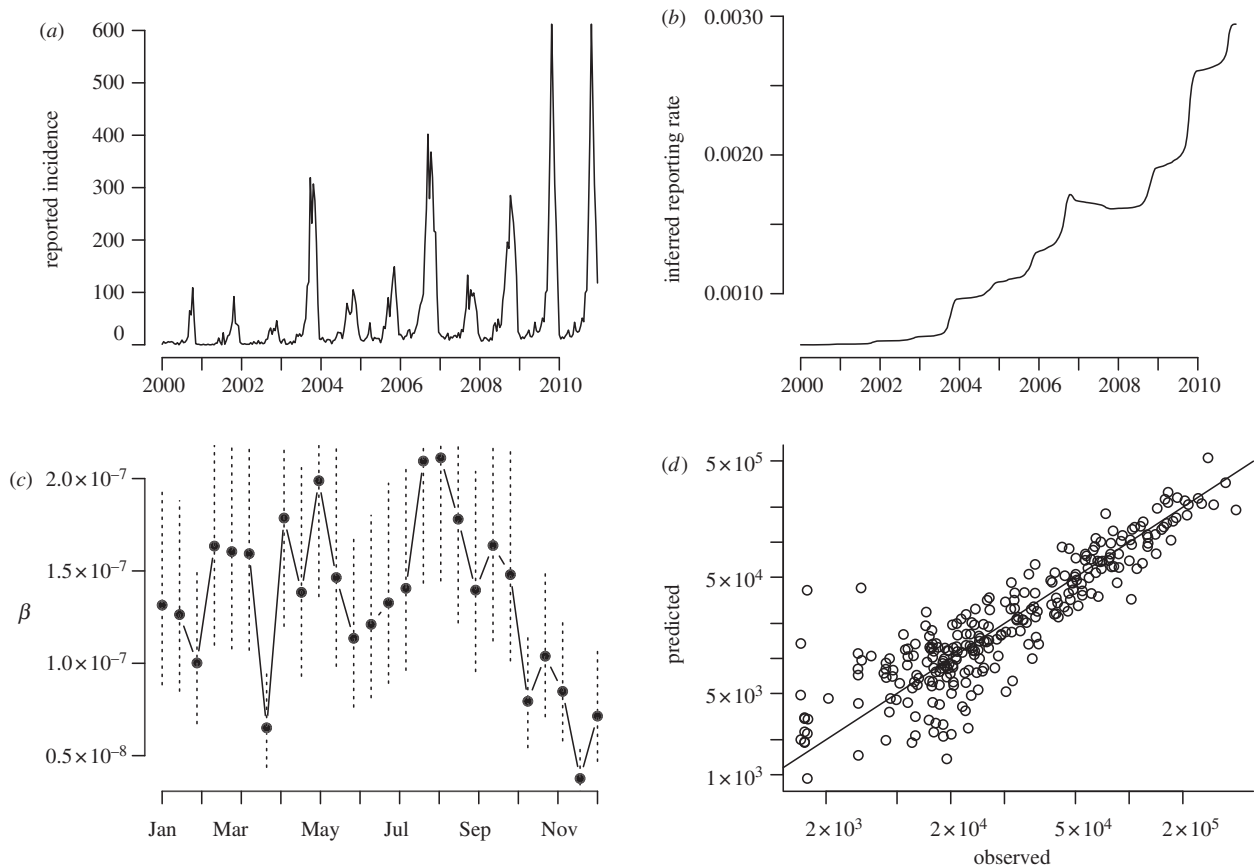 (a)
600
500
400
300
200
100
0
reported incidence
2000 2002 2004 2006 2008 2010
(b)
0.0030
0.0020
0.0010
inferred reporting rate
2000 2002 2004 2006 2008 2010
(c)
2.0×10⁻⁷
1.5×10⁻⁷
1.0×10⁻⁷
0.5×10⁻⁸
β
Jan Mar May Jul Sep Nov
(d)
5×10⁵
5×10⁴
5×10³
1×10³
predicted
2×10³ 2×10⁴ 5×10⁴ 2×10⁵
observed